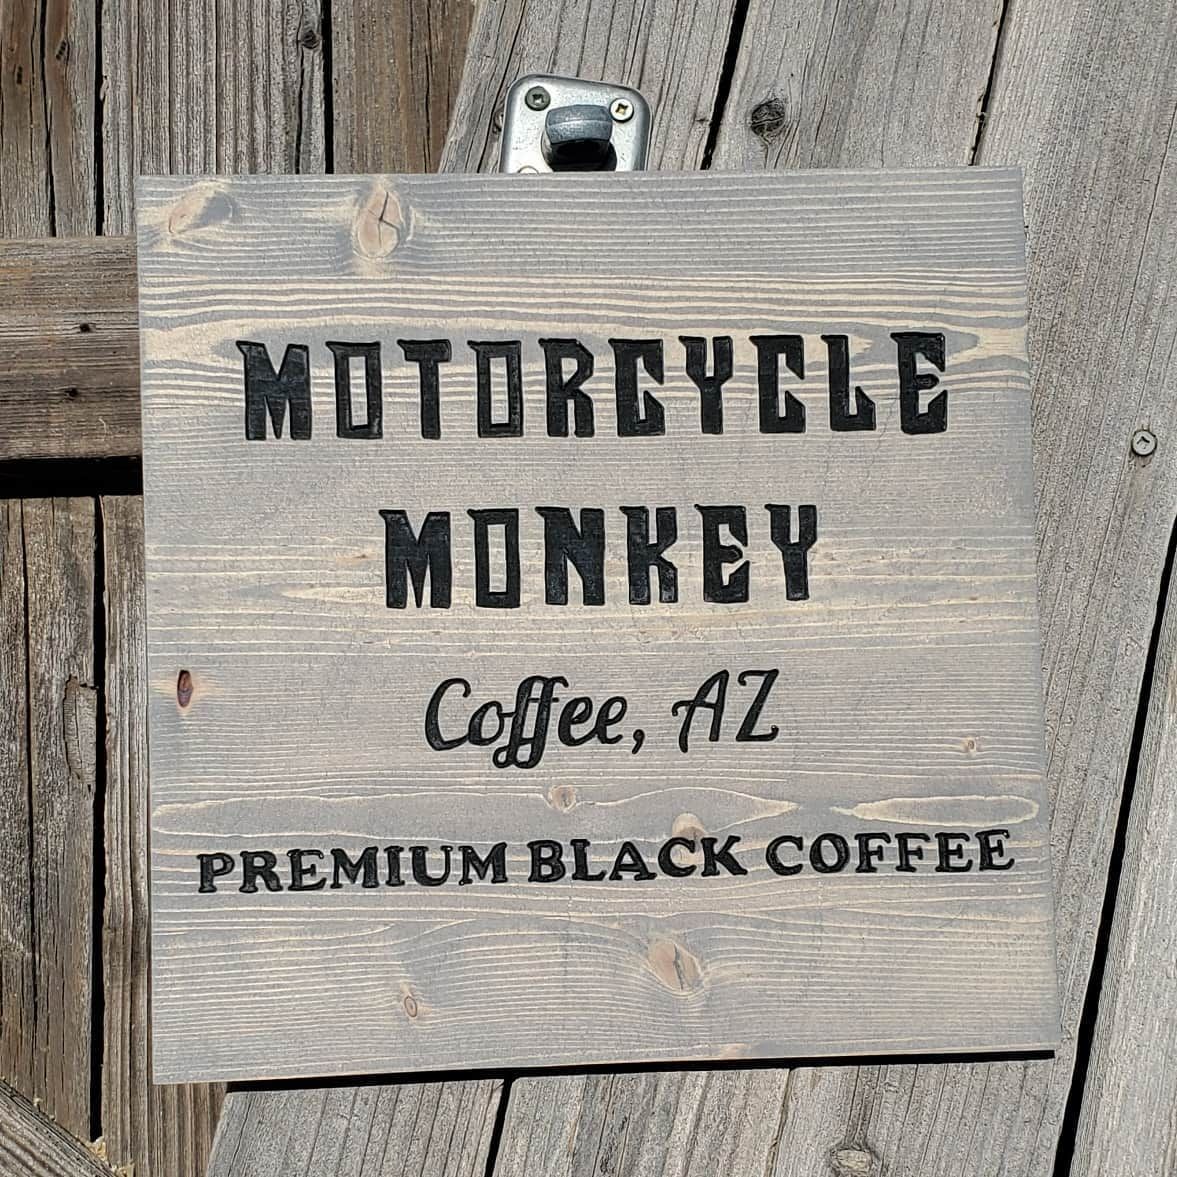 MOTORCYCLE
MONKEY
Coffee, AZ
PREMIUM BLACK COFFEE